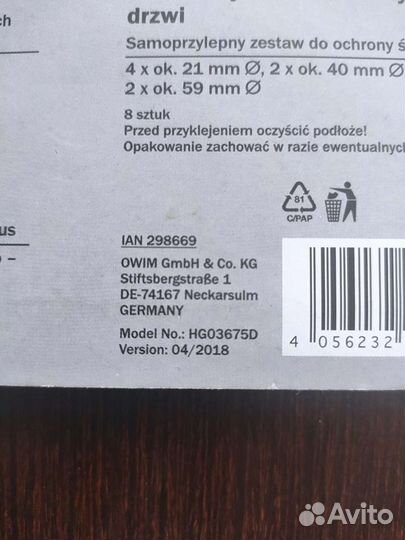 ch
drzwi
Samoprzylepny zestaw do ochrony
4 x ok. 21 mm Ø, 2 x ok. 40 mm Ø
2 x ok. 59 mm Ø
8 sztuk
Przed przyklejeniem oczyścić podłoże!
Opakowanie zachować w razie ewentualnych
81
C/PAP
us
–
IAN 298669
OWIM GmbH & Co. KG
Stiftsbergstraße 1
DE-74167 Neckarsulm
GERMANY
Model No.: HG03675D
Version: 04/2018
4 056232
Avito